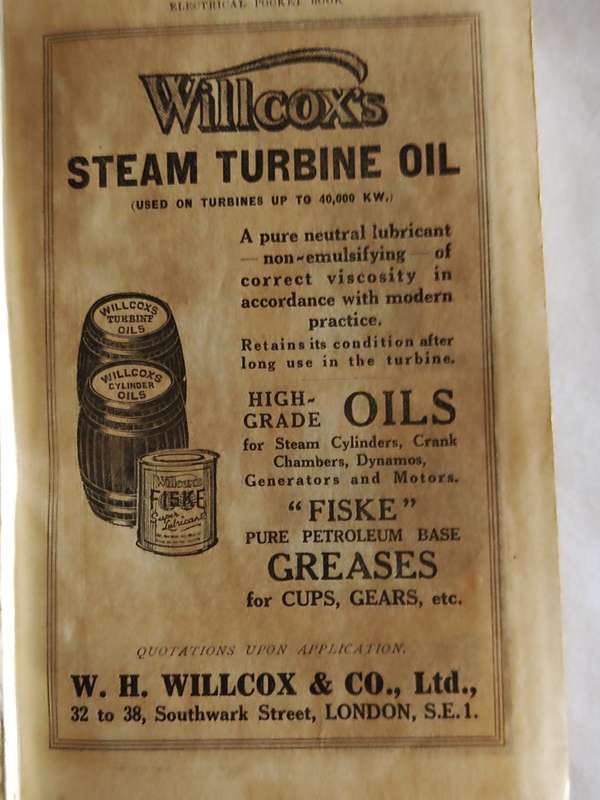 ELECTRICAL POCKET BOOK
Willcox's
STEAM TURBINE OIL
(USED ON TURBINES UP TO 40,000 KW.)
A pure neutral lubricant
— non-emulsifying — of
correct viscosity in
accordance with modern
practice.
Retains its condition after
long use in the turbine.
WILLCOX'S
TURBINE
OILS
WILLCOX'S
CYLINDER
OILS
Willcox's
FISKE
Super
Lubricant
HIGH-
GRADE OILS
for Steam Cylinders, Crank
Chambers, Dynamos,
Generators and Motors.
"FISKE"
PURE PETROLEUM BASE
GREASES
for CUPS, GEARS, etc.
QUOTATIONS UPON APPLICATION.
W. H. WILLCOX & CO., Ltd.,
32 to 38, Southwark Street, LONDON, S.E.1.